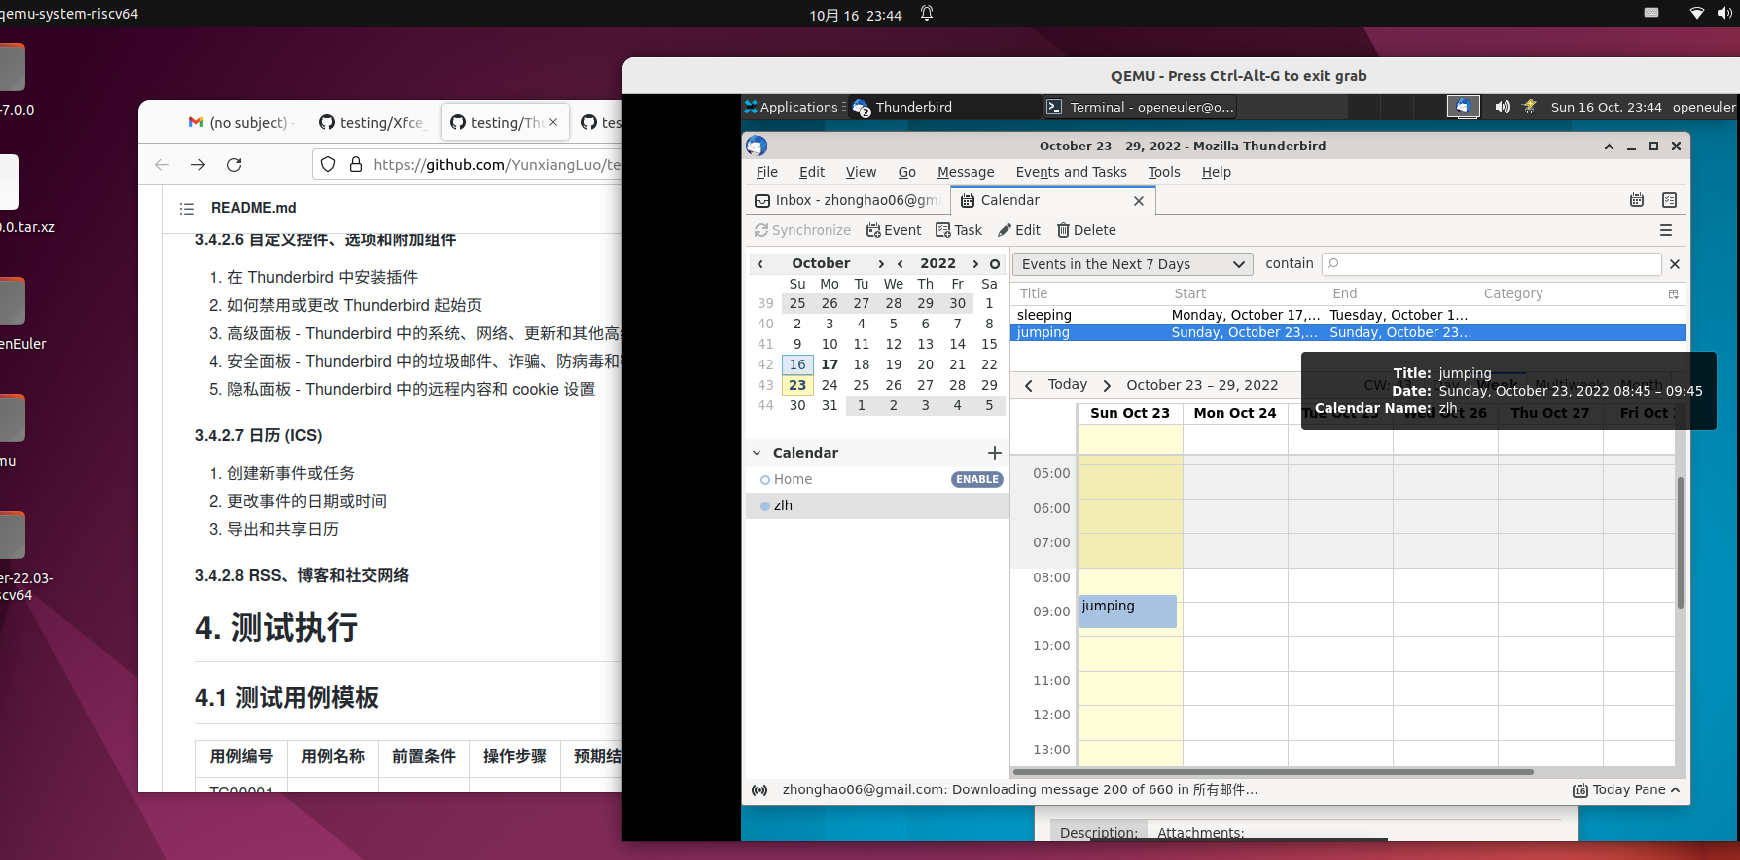 qemu-system-riscv64
10月 16 23:44
-7.0.0
.0.tar.xz
enEuler
mu
er-22.03-
scv64
(no subject) -
testing/Xfce_
testing/Thu
tes
https://github.com/YunxiangLuo/te
README.md
3.4.2.6 自定义控件、选项和附加组件
1. 在 Thunderbird 中安装插件
2. 如何禁用或更改 Thunderbird 起始页
3. 高级面板 - Thunderbird 中的系统、网络、更新和其他高级
4. 安全面板 - Thunderbird 中的垃圾邮件、诈骗、防病毒和
5. 隐私面板 - Thunderbird 中的远程内容和 cookie 设置
3.4.2.7 日历 (ICS)
1. 创建新事件或任务
2. 更改事件的日期或时间
3. 导出和共享日历
3.4.2.8 RSS、博客和社交网络
4. 测试执行
4.1 测试用例模板
用例编号 用例名称 前置条件 操作步骤 预期结
TC00001
QEMU - Press Ctrl-Alt-G to exit grab
Applications
2 Thunderbird
Terminal - openeuler@o...
Sun 16 Oct. 23:44 openeuler
October 23 – 29, 2022 - Mozilla Thunderbird
File Edit View Go Message Events and Tasks Tools Help
Inbox - zhonghao06@gm
Calendar
Synchronize Event Task Edit Delete
October 2022
Su Mo Tu We Th Fr Sa
39 25 26 27 28 29 30 1
40 2 3 4 5 6 7 8
41 9 10 11 12 13 14 15
42 16 17 18 19 20 21 22
43 23 24 25 26 27 28 29
44 30 31 1 2 3 4 5
Calendar
Home ENABLE
zlh
Events in the Next 7 Days contain
Title Start End Category
sleeping Monday, October 17,... Tuesday, October 1...
jumping Sunday, October 23,... Sunday, October 23...
Title: jumping
Date: Sunday, October 23, 2022 08:45 – 09:45
Calendar Name: zlh
Today October 23 – 29, 2022 CW: 43 Day Week Multiweek Month
Sun Oct 23 Mon Oct 24 Tue Oct 25 Wed Oct 26 Thu Oct 27 Fri Oct
05:00
06:00
07:00
08:00
jumping
09:00
10:00
11:00
12:00
13:00
zhonghao06@gmail.com: Downloading message 200 of 660 in 所有邮件...
Today Pane
Description: Attachments: